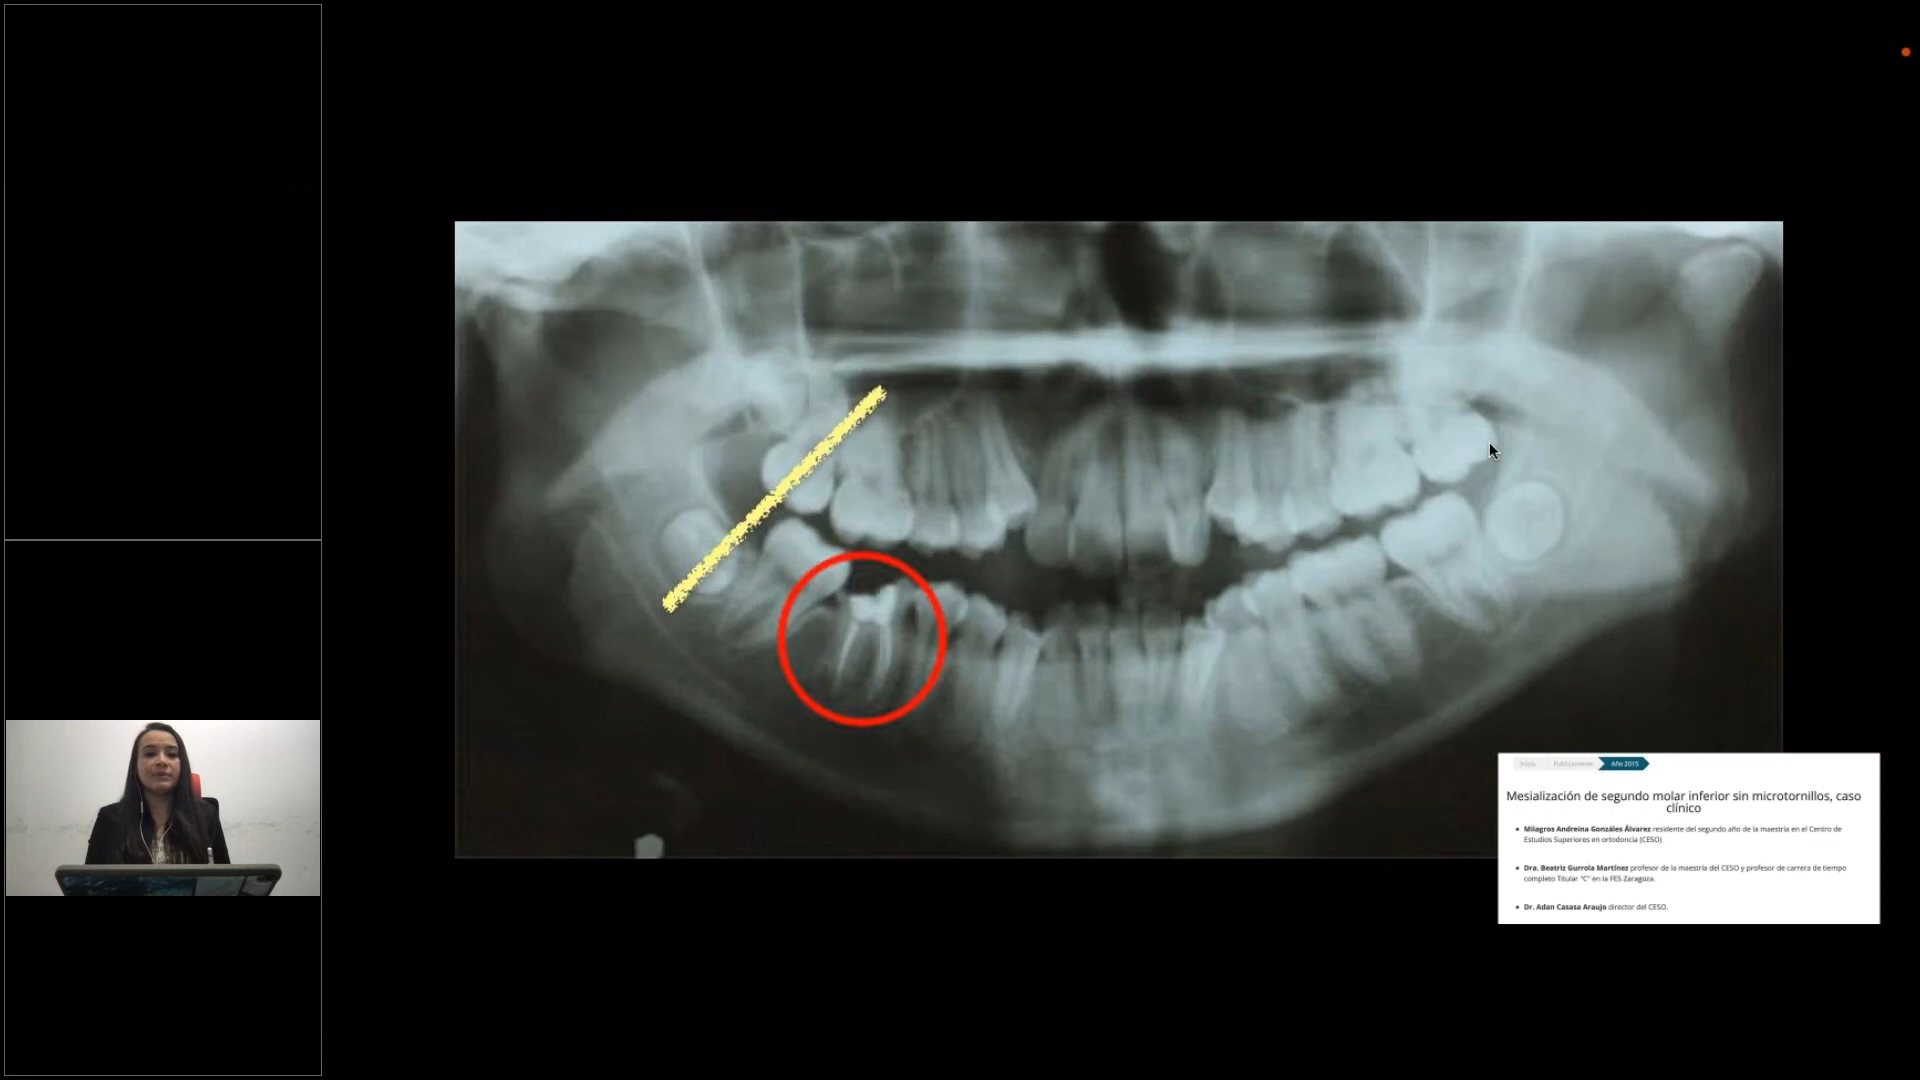 Inicio Publicaciones Año 2015
Mesialización de segundo molar inferior sin microtornillos, caso
clínico
• Milagros Andreina Gonzáles Álvarez residente del segundo año de la maestría en el Centro de
Estudios Superiores en ortodoncia (CESO)
• Dra. Beatriz Gurrola Martínez profesor de la maestría del CESO y profesor de carrera de tiempo
completo Titular "C" en la FES Zaragoza.
• Dr. Adan Casasa Araujo director del CESO.